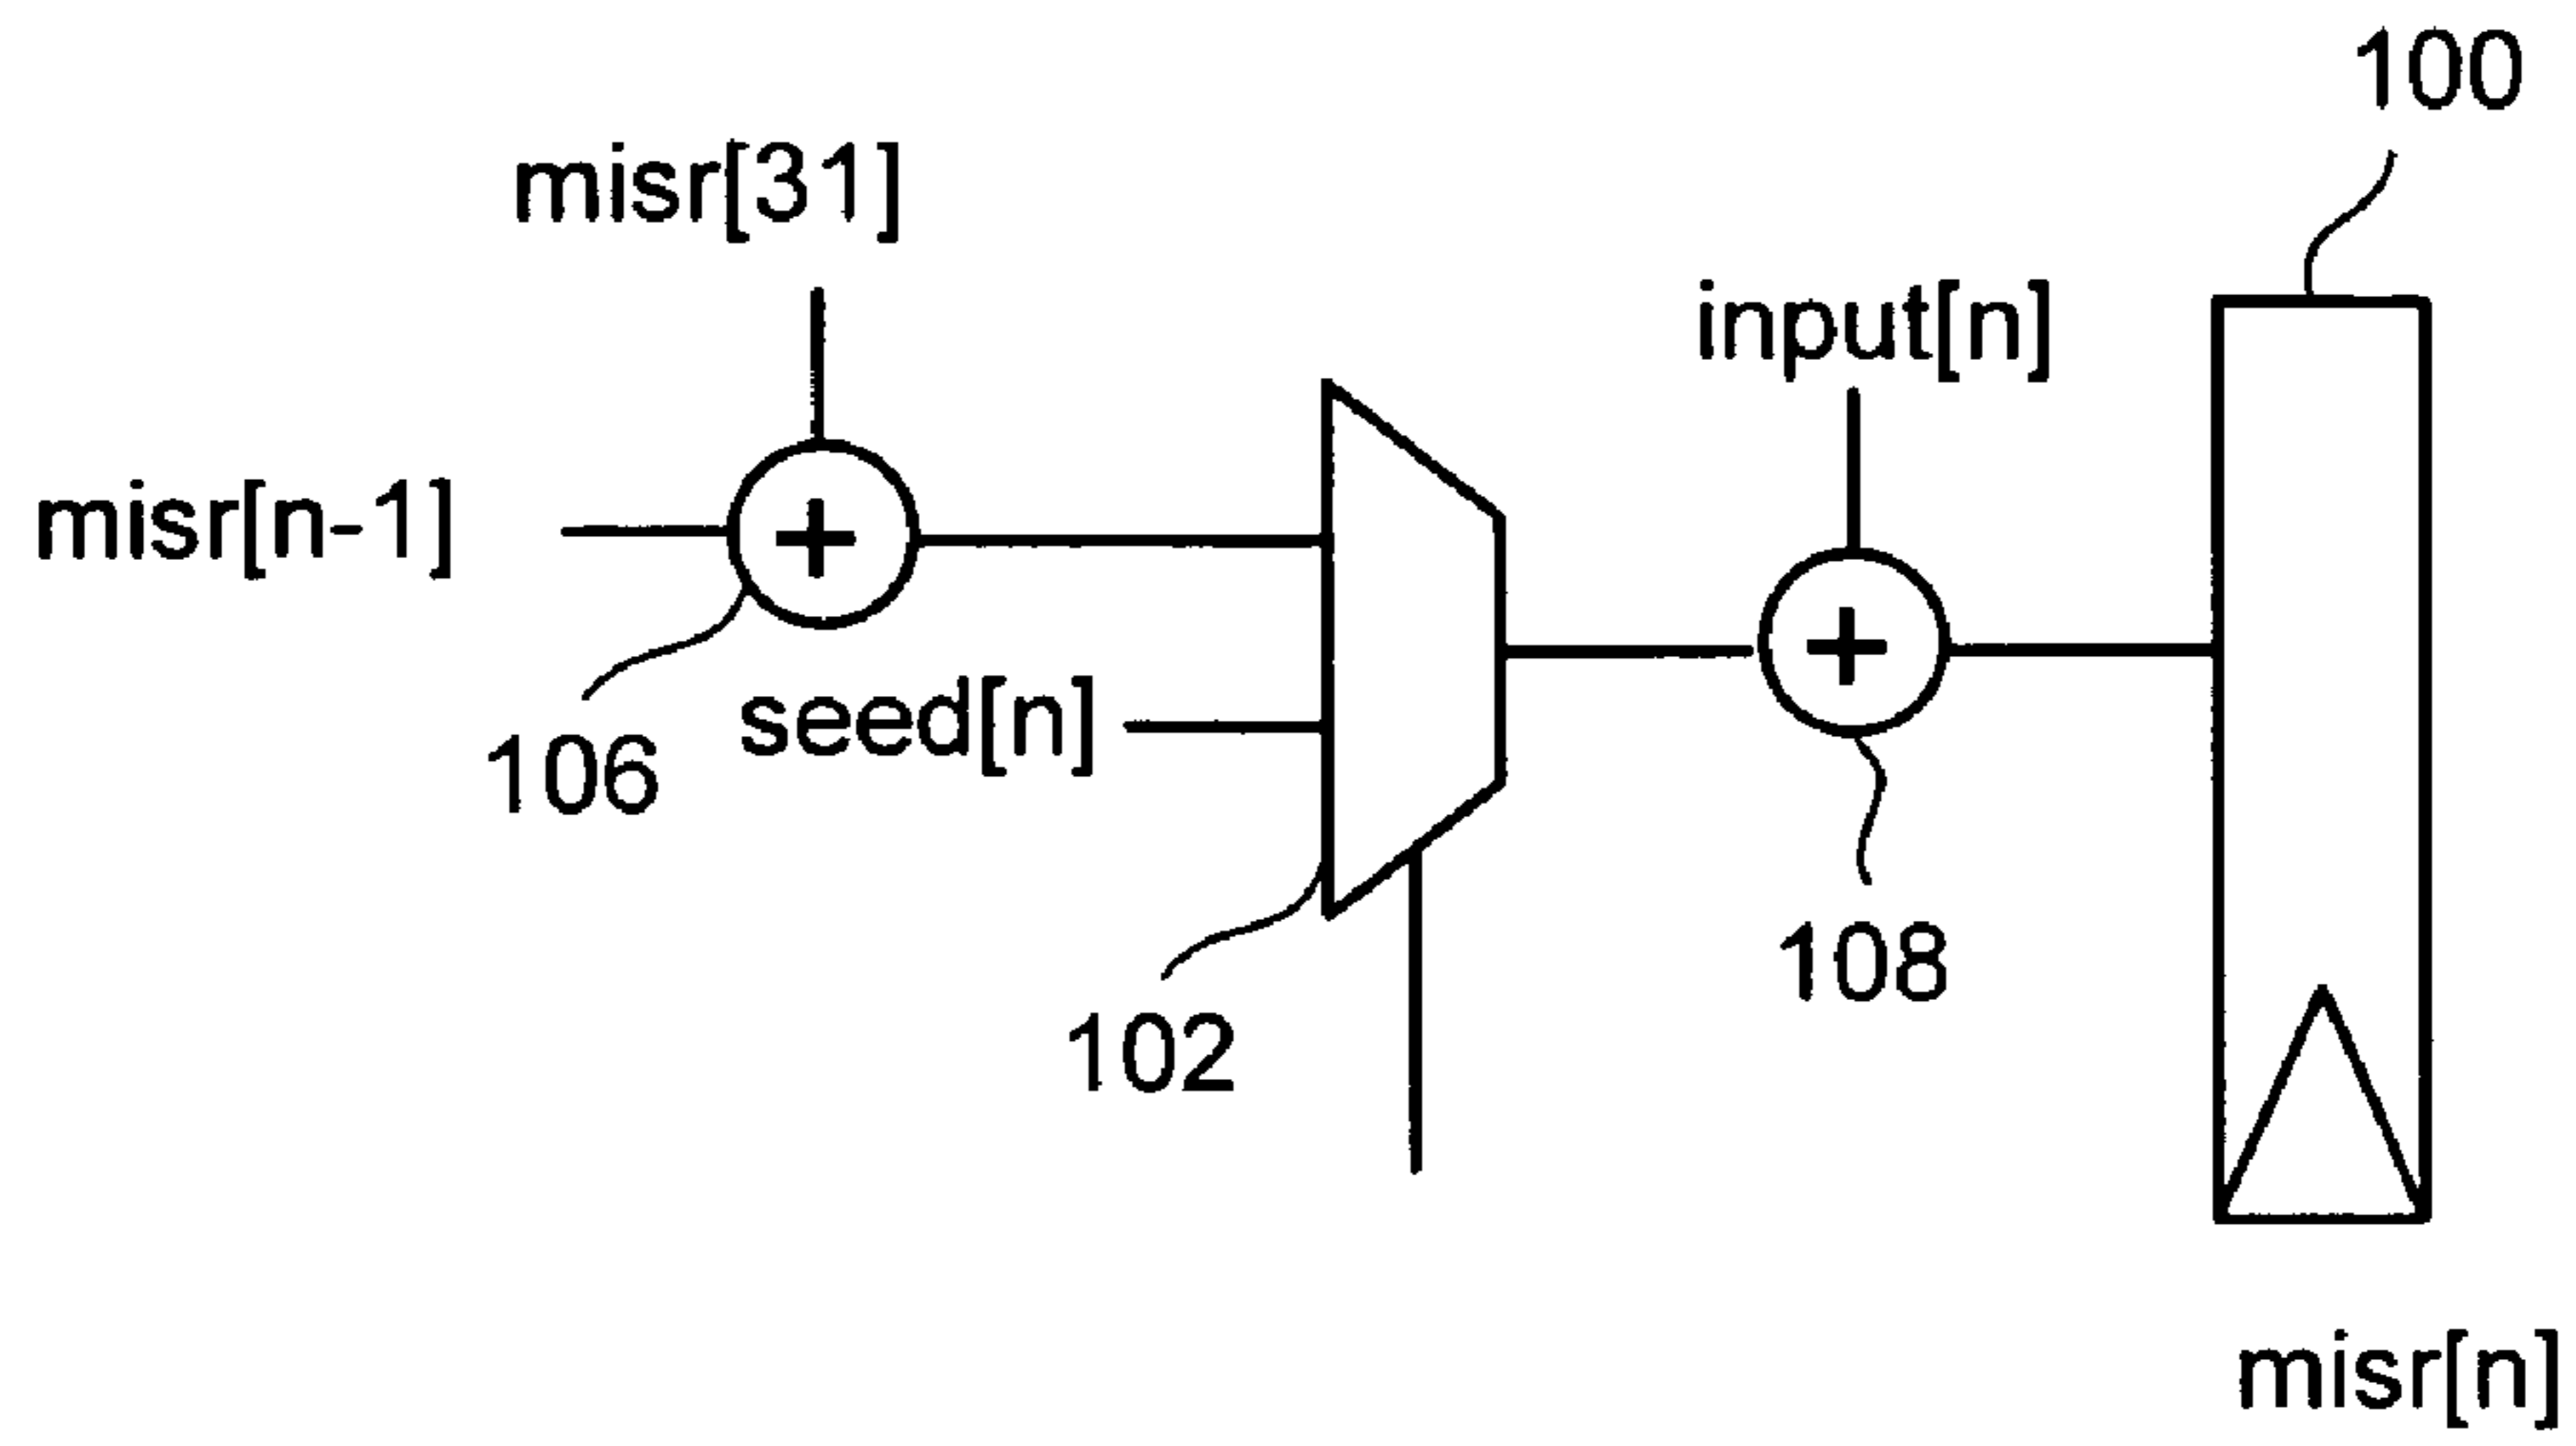 100
misr[31]
input[n]
misr[n-1]
+
+
seed[n]
106
108
102
misr[n]